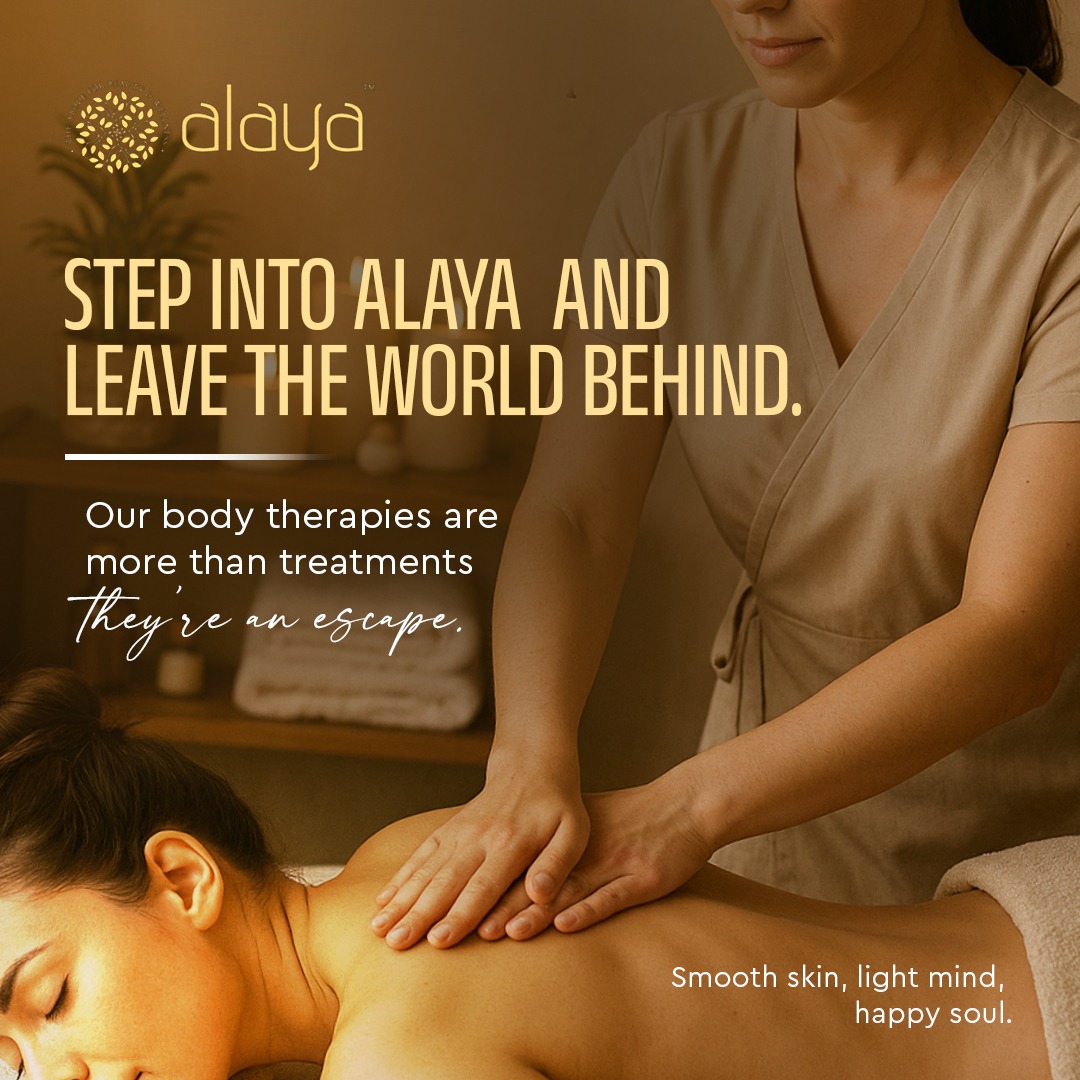 alaya™
STEP INTO ALAYA AND
LEAVE THE WORLD BEHIND.
Our body therapies are
more than treatments
they're an escape.
Smooth skin, light mind,
happy soul.